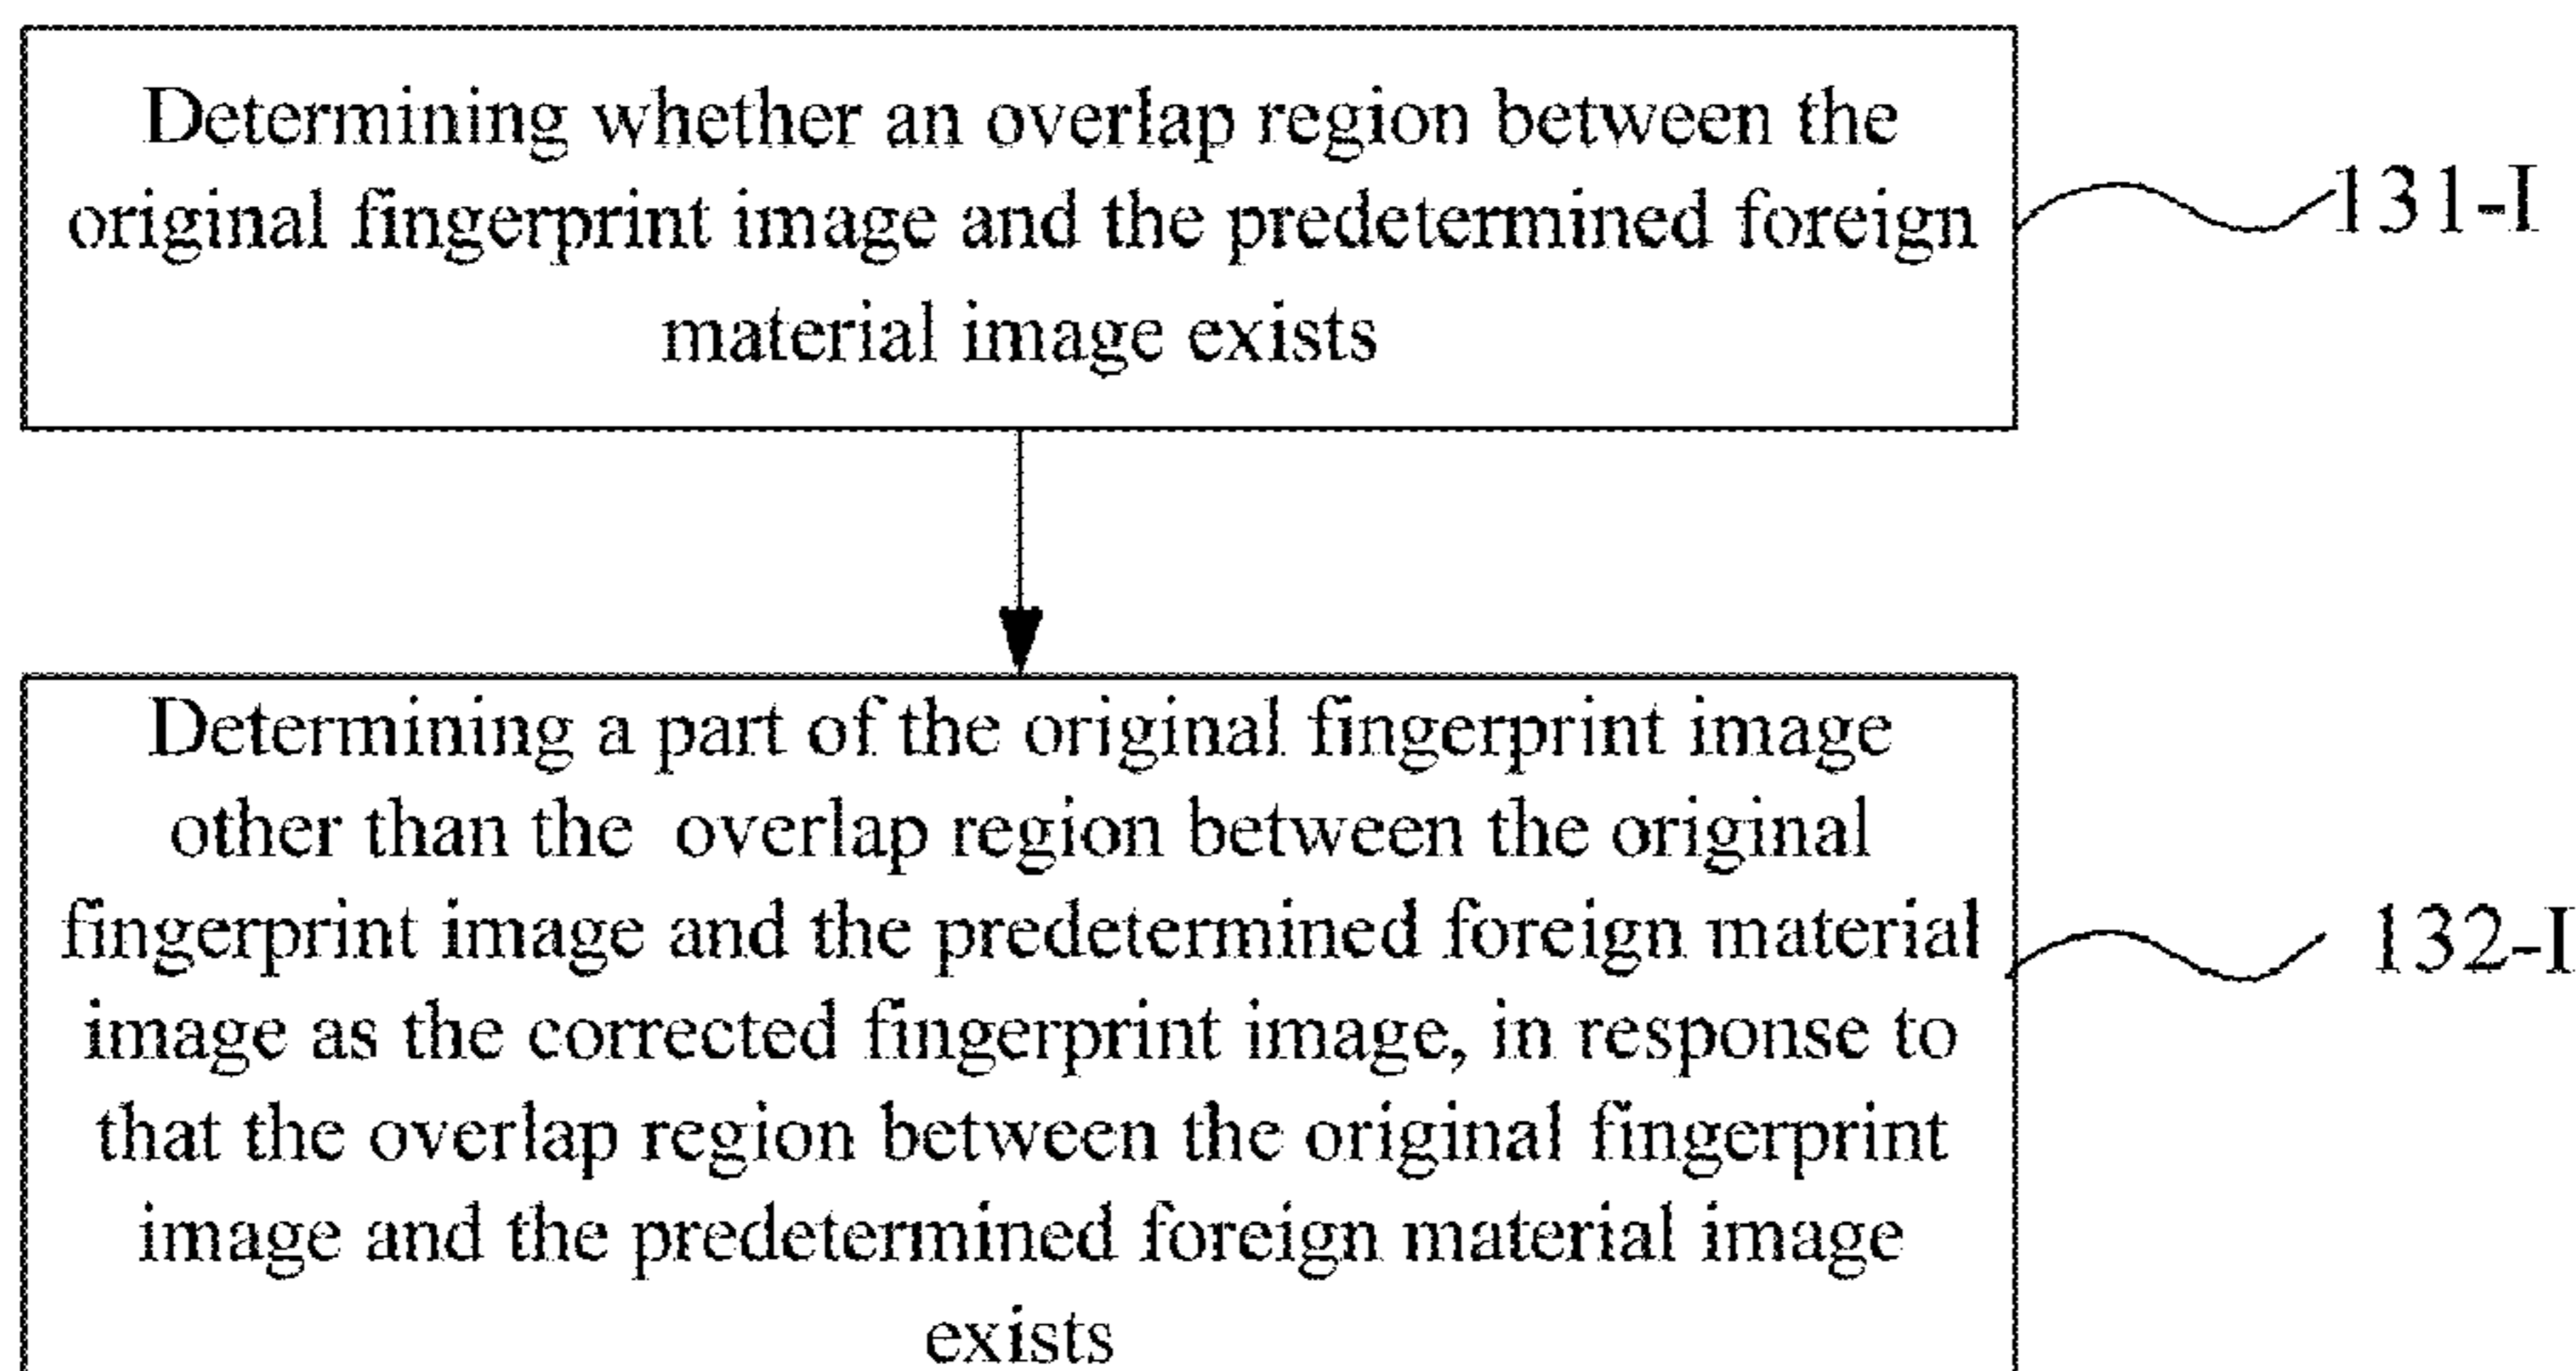 Determining whether an overlap region between the
original fingerprint image and the predetermined foreign
material image exists
131-I
Determining a part of the original fingerprint image
other than the overlap region between the original
fingerprint image and the predetermined foreign material
image as the corrected fingerprint image, in response to
that the overlap region between the original fingerprint
image and the predetermined foreign material image
exists
132-I